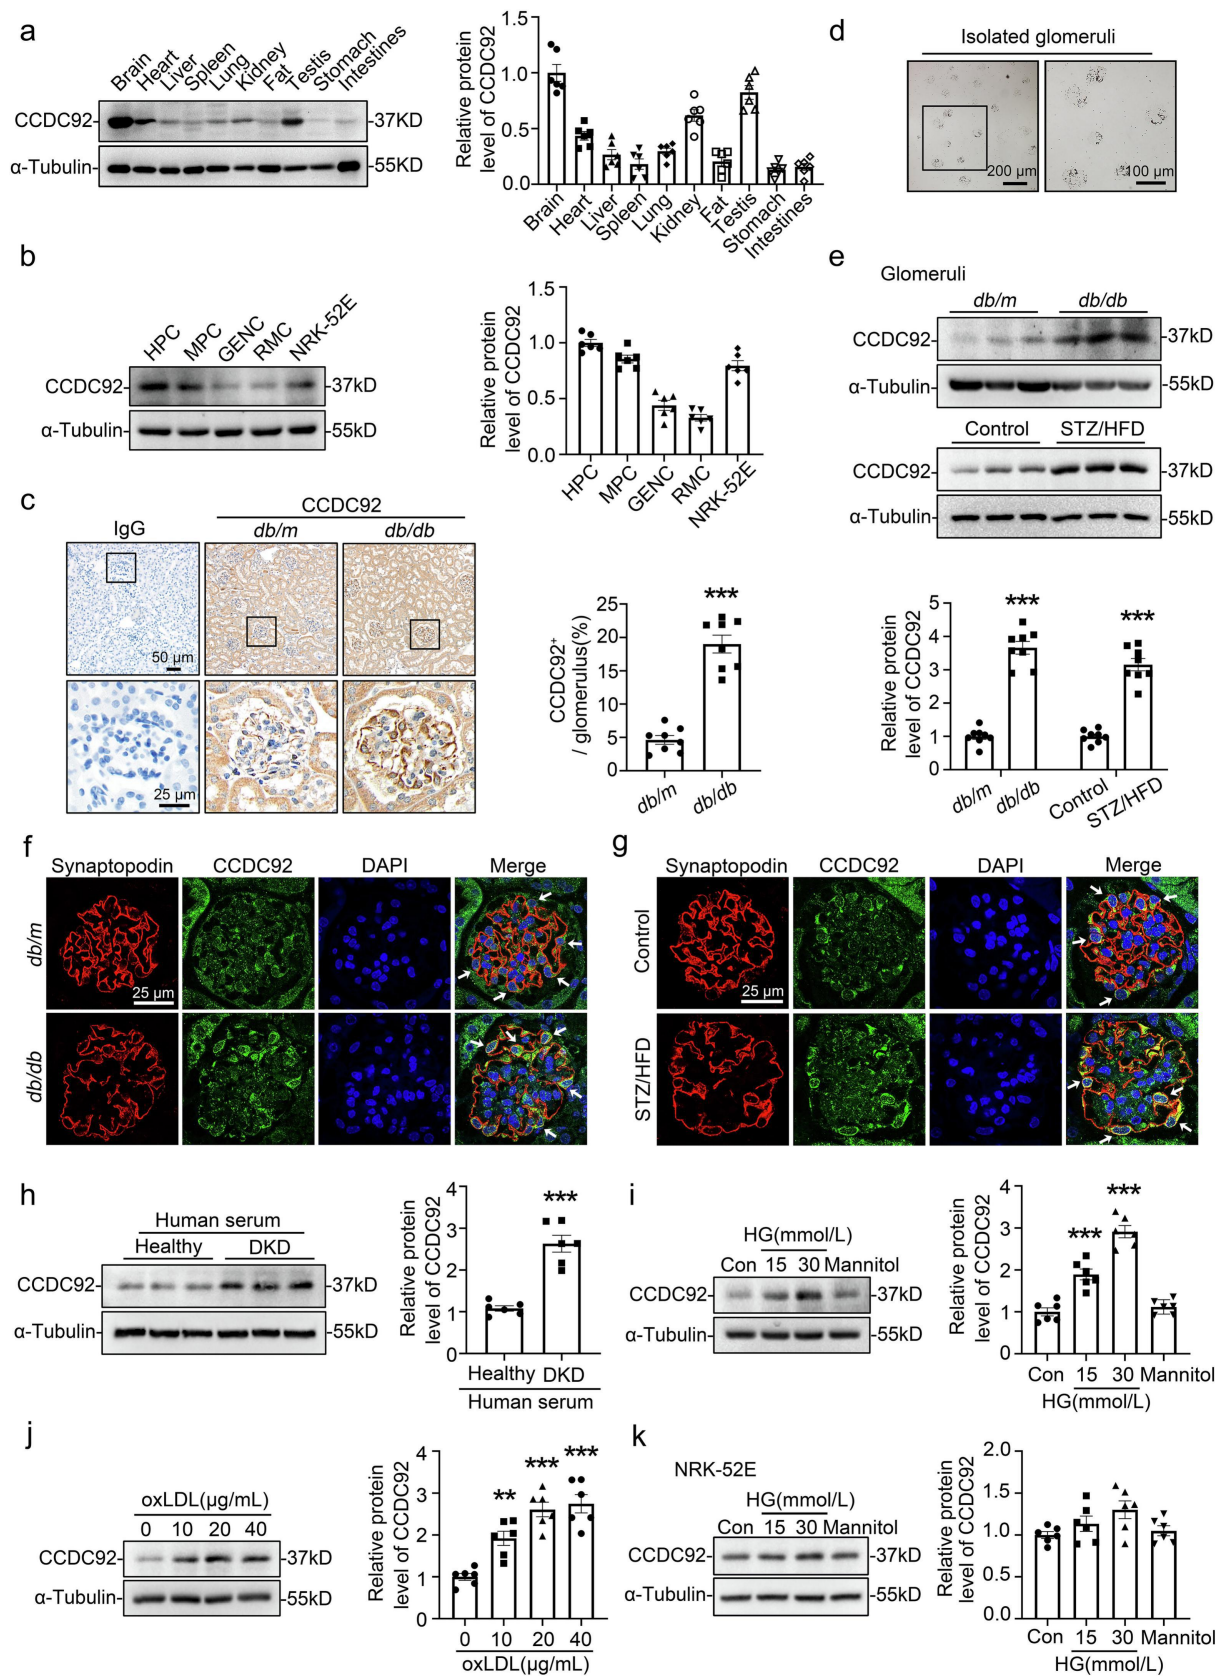 a
Brain
Heart
Liver
Spleen
Lung
Kidney
Fat
Testis
Stomach
Intestines
CCDC92
37KD
α-Tubulin
55KD
Relative protein
level of CCDC92
1.5
1.0
0.5
0.0
Brain
Heart
Liver
Spleen
Lung
Kidney
Fat
Testis
Stomach
Intestines
d
Isolated glomeruli
200 μm
100 μm
b
HPC
MPC
GENC
RMC
NRK-52E
CCDC92
37kD
α-Tubulin
55kD
Relative protein
level of CCDC92
1.5
1.0
0.5
0.0
HPC
MPC
GENC
RMC
NRK-52E
e
Glomeruli
db/m db/db
CCDC92
37kD
α-Tubulin
55kD
Control STZ/HFD
CCDC92
37kD
α-Tubulin
55kD
Relative protein
level of CCDC92
5
4
3
2
1
0
***
***
db/m
db/db
Control
STZ/HFD
c
CCDC92
IgG db/m db/db
50 μm
25 μm
CCDC92+
/ glomerulus(%)
25
20
15
10
5
0
***
db/m
db/db
f
Synaptopodin CCDC92 DAPI Merge
db/m
25 μm
db/db
g
Synaptopodin CCDC92 DAPI Merge
Control
25 μm
STZ/HFD
h
Human serum
Healthy DKD
CCDC92
37kD
α-Tubulin
55kD
Relative protein
level of CCDC92
4
3
2
1
0
***
Healthy DKD
Human serum
i
HG(mmol/L)
Con 15 30 Mannitol
CCDC92
37kD
α-Tubulin
55kD
Relative protein
level of CCDC92
4
3
2
1
0
***
***
Con 15 30 Mannitol
HG(mmol/L)
j
oxLDL(μg/mL)
0 10 20 40
CCDC92
37kD
α-Tubulin
55kD
Relative protein
level of CCDC92
4
3
2
1
0
**
***
***
0 10 20 40
oxLDL(μg/mL)
k
NRK-52E
HG(mmol/L)
Con 15 30 Mannitol
CCDC92
37kD
α-Tubulin
55kD
Relative protein
level of CCDC92
2.0
1.5
1.0
0.5
0.0
Con 15 30 Mannitol
HG(mmol/L)